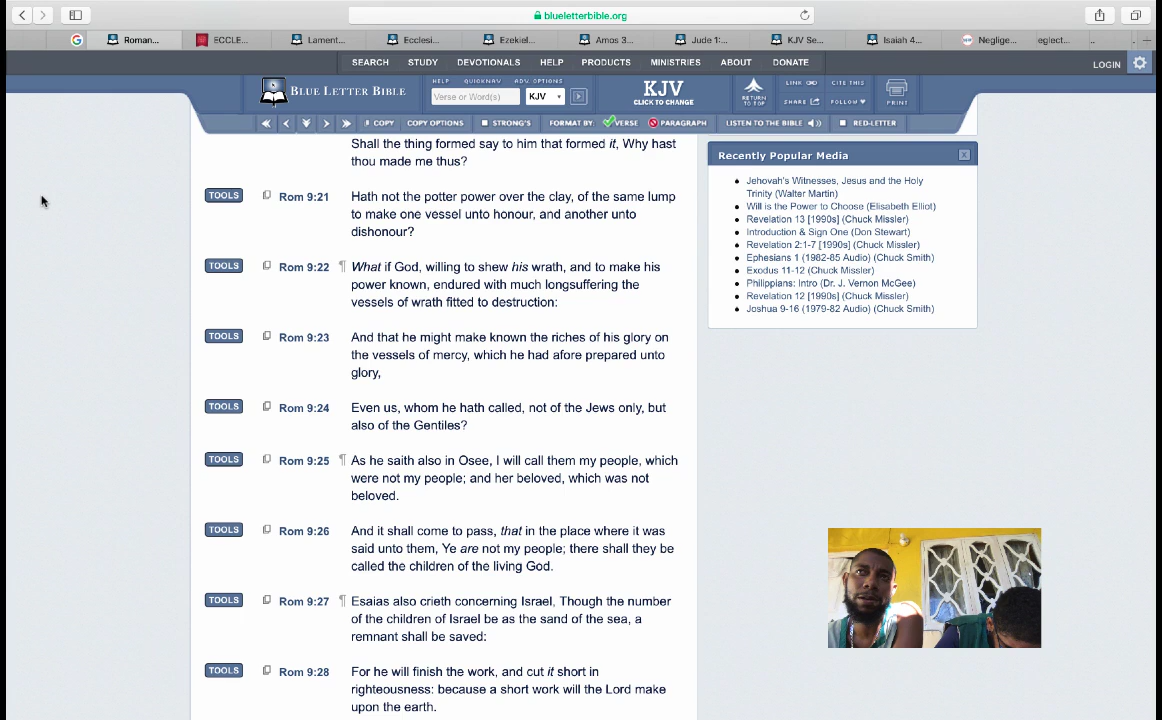 blueletterbible.org
Roman...
ECCLE...
Lament...
Ecclesi...
Ezekiel...
Amos 3...
Jude 1:...
KJV Se...
Isaiah 4...
Neglige...
eglect...
SEARCH STUDY DEVOTIONALS HELP PRODUCTS MINISTRIES ABOUT DONATE
LOGIN
BLUE LETTER BIBLE
HELP QUICKNAV ADV. OPTIONS
Verse or Word(s)
KJV
KJV
CLICK TO CHANGE
RETURN
TO TOP
LINK
CITE THIS
SHARE
FOLLOW
PRINT
COPY COPY OPTIONS STRONG'S FORMAT BY: VERSE PARAGRAPH LISTEN TO THE BIBLE RED-LETTER
Shall the thing formed say to him that formed it, Why hast
thou made me thus?
TOOLS Rom 9:21 Hath not the potter power over the clay, of the same lump
to make one vessel unto honour, and another unto
dishonour?
TOOLS Rom 9:22 ¶ What if God, willing to shew his wrath, and to make his
power known, endured with much longsuffering the
vessels of wrath fitted to destruction:
TOOLS Rom 9:23 And that he might make known the riches of his glory on
the vessels of mercy, which he had afore prepared unto
glory,
TOOLS Rom 9:24 Even us, whom he hath called, not of the Jews only, but
also of the Gentiles?
TOOLS Rom 9:25 ¶ As he saith also in Osee, I will call them my people, which
were not my people; and her beloved, which was not
beloved.
TOOLS Rom 9:26 And it shall come to pass, that in the place where it was
said unto them, Ye are not my people; there shall they be
called the children of the living God.
TOOLS Rom 9:27 ¶ Esaias also crieth concerning Israel, Though the number
of the children of Israel be as the sand of the sea, a
remnant shall be saved:
TOOLS Rom 9:28 For he will finish the work, and cut it short in
righteousness: because a short work will the Lord make
upon the earth.
Recently Popular Media
Jehovah's Witnesses, Jesus and the Holy
Trinity (Walter Martin)
Will is the Power to Choose (Elisabeth Elliot)
Revelation 13 [1990s] (Chuck Missler)
Introduction & Sign One (Don Stewart)
Revelation 2:1-7 [1990s] (Chuck Missler)
Ephesians 1 (1982-85 Audio) (Chuck Smith)
Exodus 11-12 (Chuck Missler)
Philippians: Intro (Dr. J. Vernon McGee)
Revelation 12 [1990s] (Chuck Missler)
Joshua 9-16 (1979-82 Audio) (Chuck Smith)